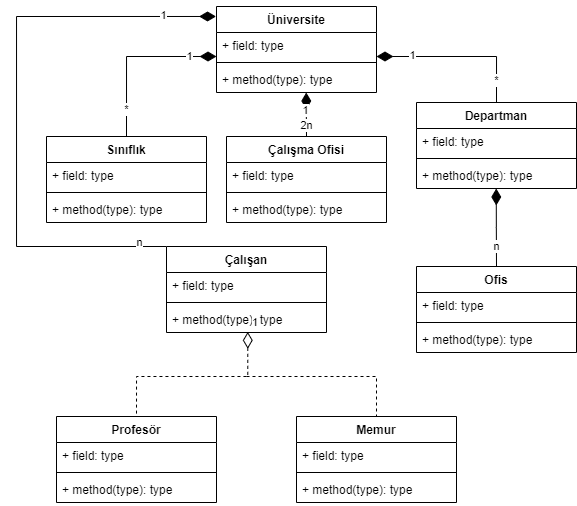 Üniversite
+ field: type
+ method(type): type
1
1
1
*
*
1
2n
Sınıflık
+ field: type
+ method(type): type
Çalışma Ofisi
+ field: type
+ method(type): type
Departman
+ field: type
+ method(type): type
n
n
Çalışan
+ field: type
+ method(type): type
1
Ofis
+ field: type
+ method(type): type
Profesör
+ field: type
+ method(type): type
Memur
+ field: type
+ method(type): type